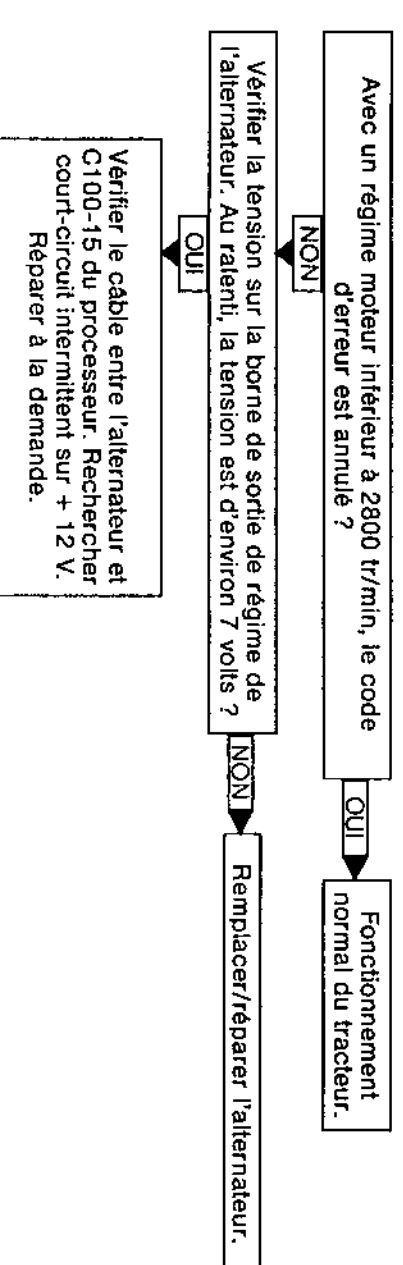 Avec un régime moteur inférieur à 2800 tr/min, le code
d'erreur est annulé ?
OUI
Fonctionnement
normal du tracteur.
NON
Vérifier la tension sur la borne de sortie de régime de
l'alternateur. Au ralenti, la tension est d'environ 7 volts ?
NON
Remplacer/réparer l'alternateur.
OUI
Vérifier le câble entre l'alternateur et
C100-15 du processeur. Rechercher
court-circuit intermittent sur + 12 V.
Réparer à la demande.